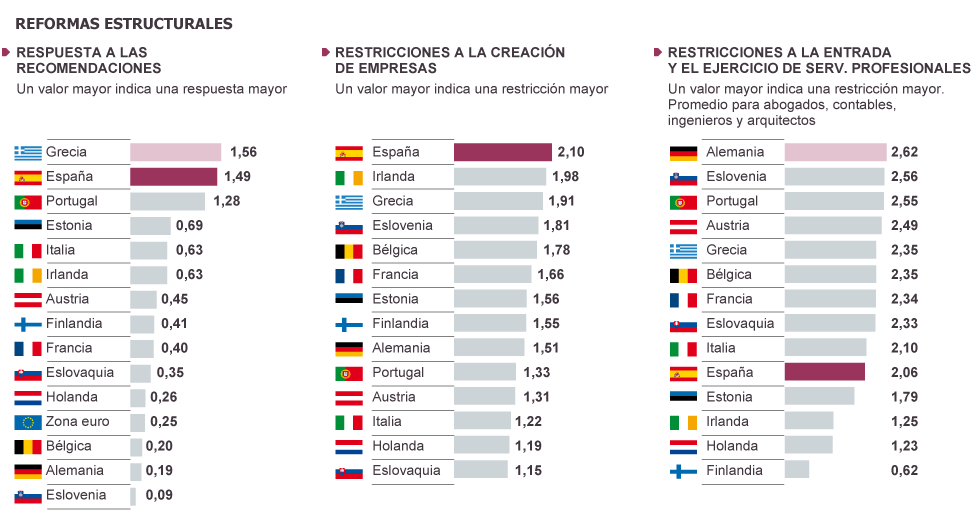 REFORMAS ESTRUCTURALES
RESPUESTA A LAS
RECOMENDACIONES
Un valor mayor indica una respuesta mayor
Grecia 1,56
España 1,49
Portugal 1,28
Estonia 0,69
Italia 0,63
Irlanda 0,63
Austria 0,45
Finlandia 0,41
Francia 0,40
Eslovaquia 0,35
Holanda 0,26
Zona euro 0,25
Bélgica 0,20
Alemania 0,19
Eslovenia 0,09
RESTRICCIONES A LA CREACIÓN
DE EMPRESAS
Un valor mayor indica una restricción mayor
España 2,10
Irlanda 1,98
Grecia 1,91
Eslovenia 1,81
Bélgica 1,78
Francia 1,66
Estonia 1,56
Finlandia 1,55
Alemania 1,51
Portugal 1,33
Austria 1,31
Italia 1,22
Holanda 1,19
Eslovaquia 1,15
RESTRICCIONES A LA ENTRADA
Y EL EJERCICIO DE SERV. PROFESIONALES
Un valor mayor indica una restricción mayor.
Promedio para abogados, contables,
ingenieros y arquitectos
Alemania 2,62
Eslovenia 2,56
Portugal 2,55
Austria 2,49
Grecia 2,35
Bélgica 2,35
Francia 2,34
Eslovaquia 2,33
Italia 2,10
España 2,06
Estonia 1,79
Irlanda 1,25
Holanda 1,23
Finlandia 0,62